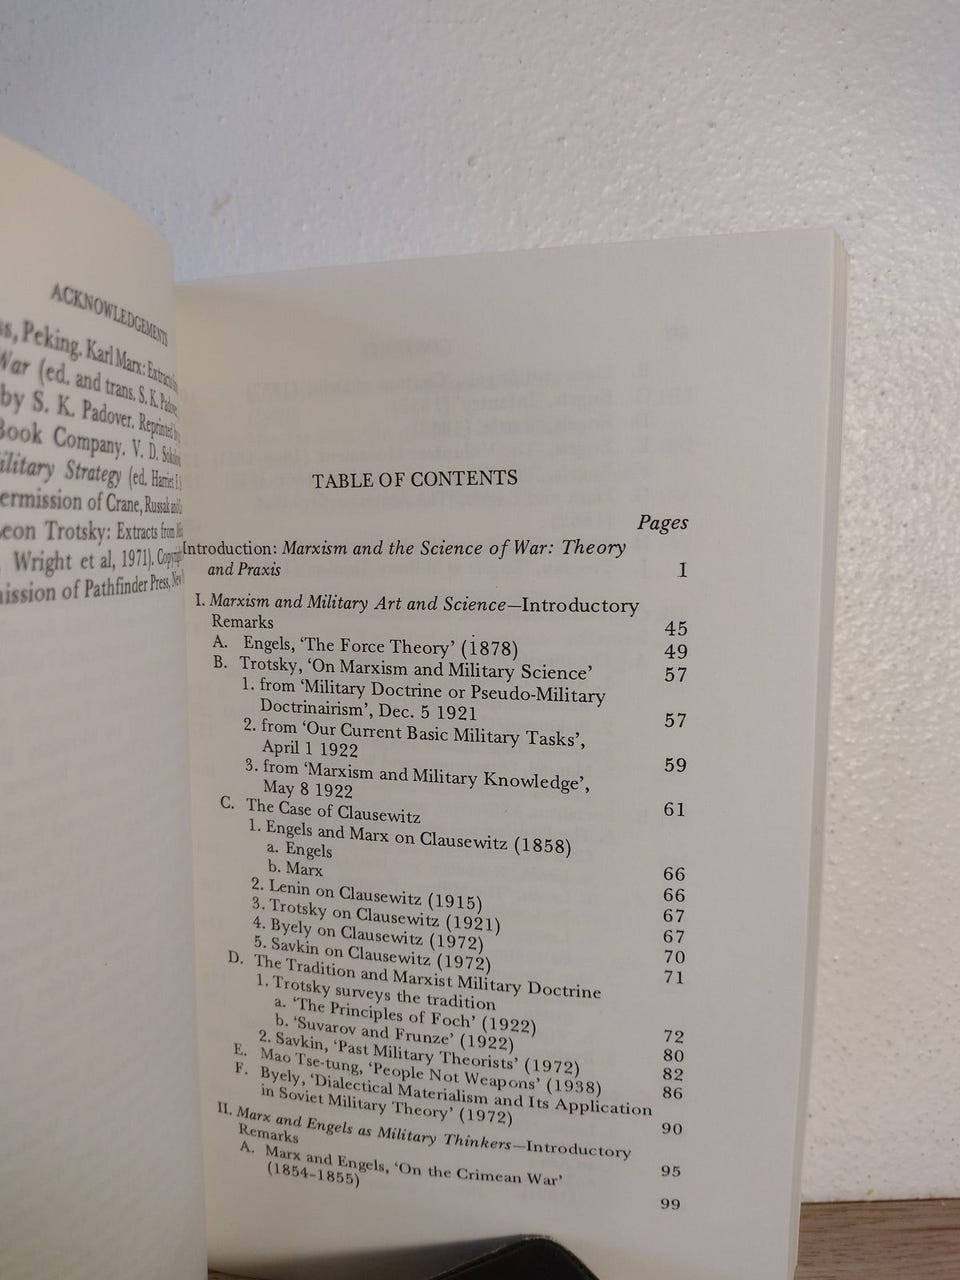 ACKNOWLEDGEMENTS
Peking. Karl Marx:
War (ed. and trans. S. K.
by S. K. Padover. Reprinted
Book Company. V. D.
Military Strategy (ed. Harriet
permission of Crane, Russak
Leon Trotsky: Extracts from
Wright et al, 1971).
of Pathfinder Press,
TABLE OF CONTENTS
Pages
Introduction: Marxism and the Science of War: Theory
and Praxis 1
I. Marxism and Military Art and Science—Introductory
Remarks 45
A. Engels, ‘The Force Theory’ (1878) 49
B. Trotsky, ‘On Marxism and Military Science’ 57
1. from ‘Military Doctrine or Pseudo-Military
Doctrinairism’, Dec. 5 1921 57
2. from ‘Our Current Basic Military Tasks’,
April 1 1922 59
3. from ‘Marxism and Military Knowledge’,
May 8 1922 61
C. The Case of Clausewitz
1. Engels and Marx on Clausewitz (1858)
a. Engels 66
b. Marx 66
2. Lenin on Clausewitz (1915) 67
3. Trotsky on Clausewitz (1921) 67
4. Byely on Clausewitz (1972) 70
5. Savkin on Clausewitz (1972) 71
D. The Tradition and Marxist Military Doctrine
1. Trotsky surveys the tradition
a. ‘The Principles of Foch’ (1922) 72
b. ‘Suvarov and Frunze’ (1922) 80
2. Savkin, ‘Past Military Theorists’ (1972) 82
E. Mao Tse-tung, ‘People Not Weapons’ (1938) 86
F. Byely, ‘Dialectical Materialism and Its Application
in Soviet Military Theory’ (1972) 90
II. Marx and Engels as Military Thinkers—Introductory
Remarks 95
A. Marx and Engels, ‘On the Crimean War’
(1854–1855) 99